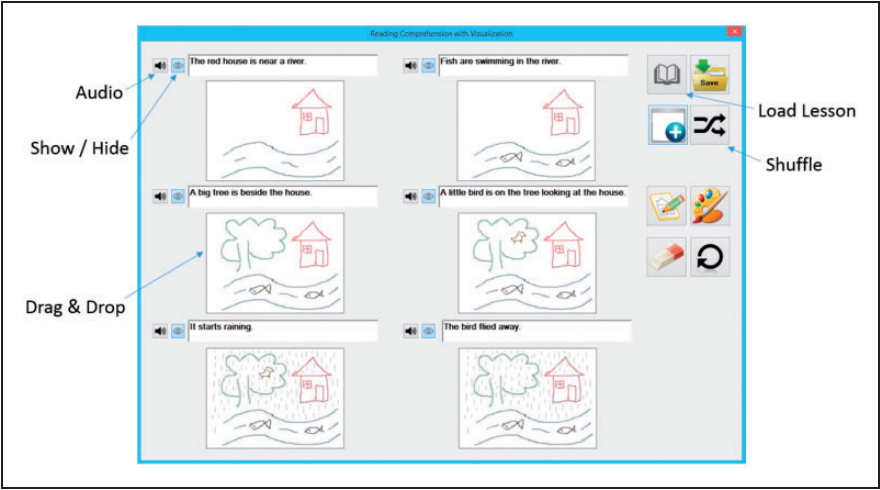 Reading Comprehension with Visualization
The red house is near a river.
Fish are swimming in the river.
Save
Audio
Load Lesson
Show / Hide
Shuffle
A big tree is beside the house.
A little bird is on the tree looking at the house.
Drag & Drop
It starts raining.
The bird flied away.